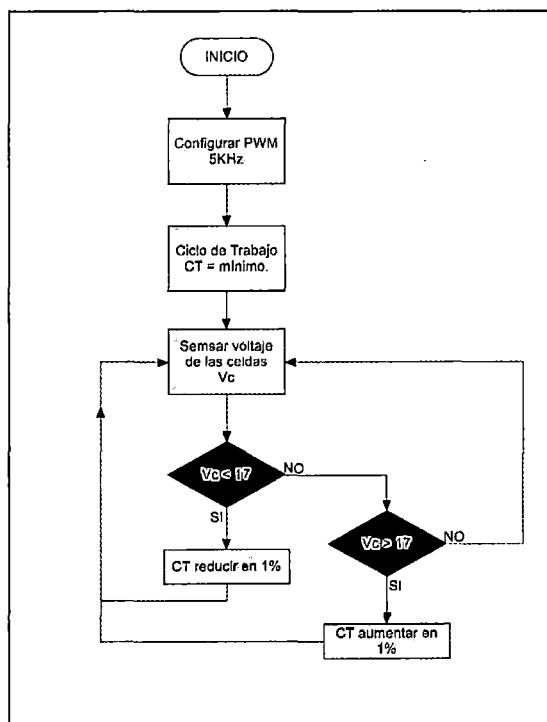 INICIO
Configurar PWM
5KHz
Ciclo de Trabajo
CT = mínimo.
Semsar voltaje
de las celdas
Vc
Vc < 17
NO
SI
Vc > 17
NO
CT reducir en 1%
SI
CT aumentar en
1%